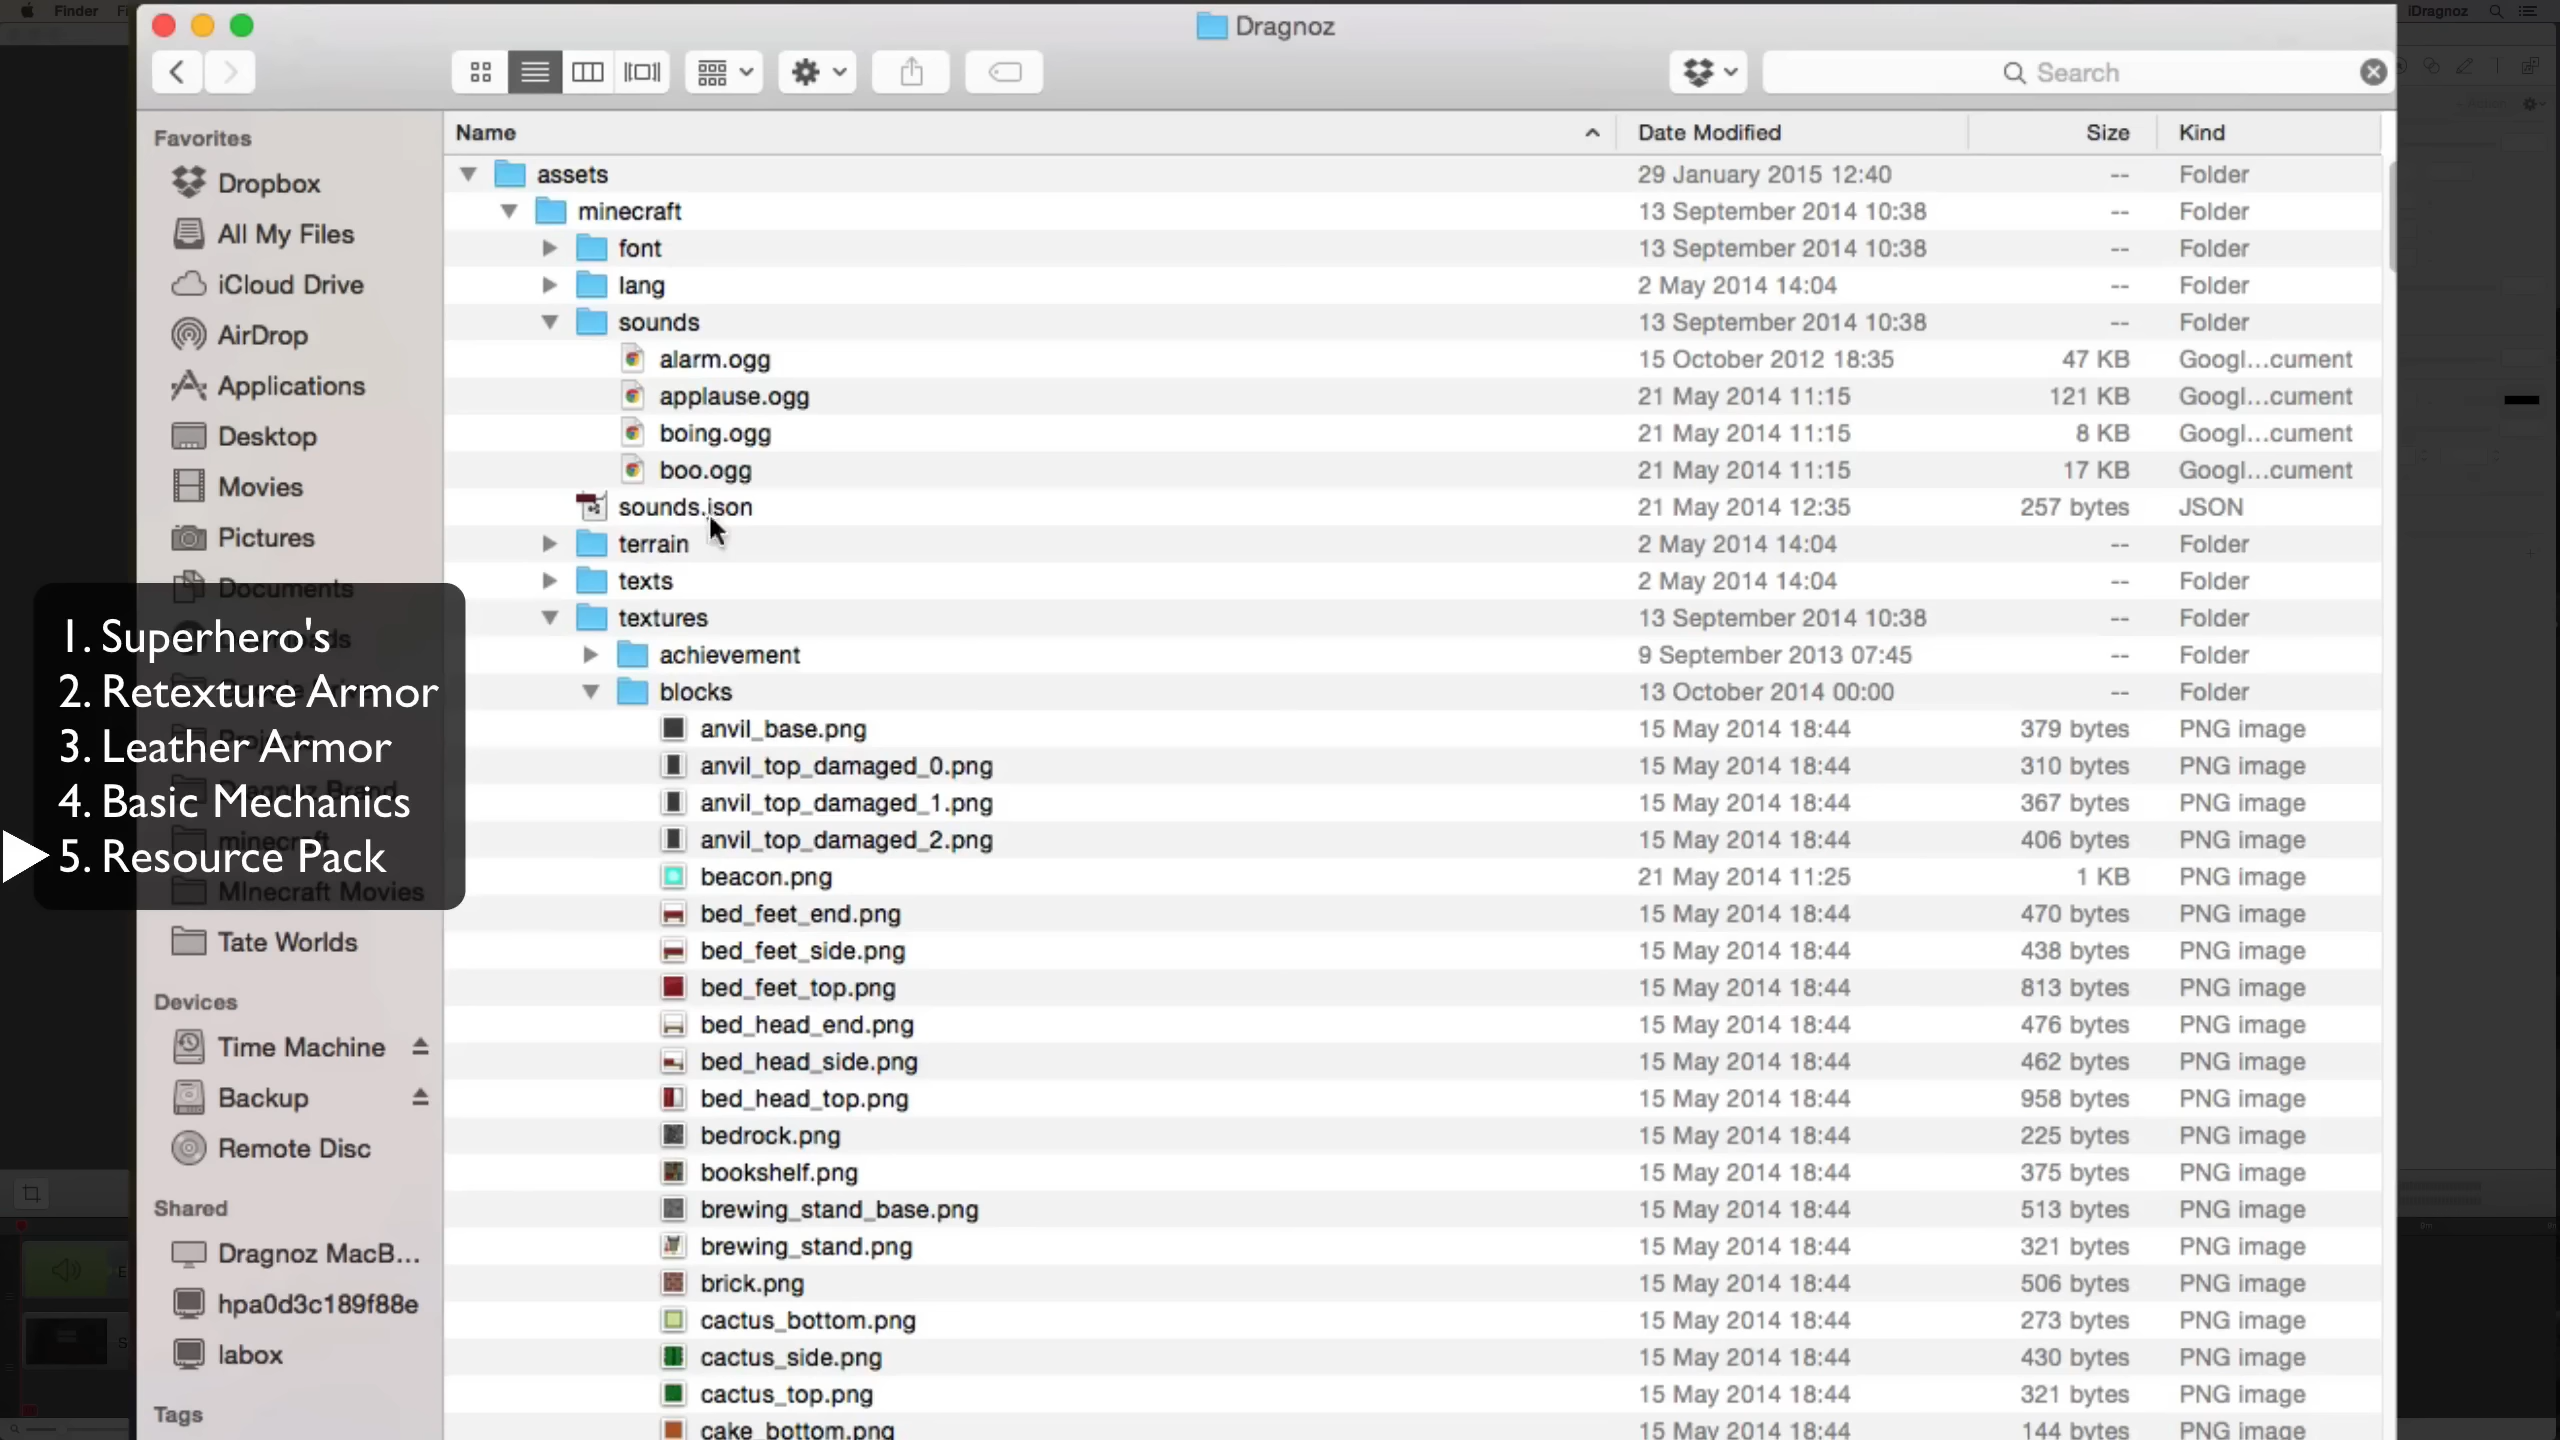 Finder
iDragnoz
Dragnoz
Search
Favorites
Dropbox
All My Files
iCloud Drive
AirDrop
Applications
Desktop
Movies
Pictures
Documents
minecraft
MInecraft Movies
Tate Worlds
Devices
Time Machine
Backup
Remote Disc
Shared
Dragnoz MacB...
hpa0d3c189f88e
labox
Tags
1. Superhero's
2. Retexture Armor
3. Leather Armor
4. Basic Mechanics
5. Resource Pack
Name Date Modified Size Kind
assets 29 January 2015 12:40 -- Folder
minecraft 13 September 2014 10:38 -- Folder
font 13 September 2014 10:38 -- Folder
lang 2 May 2014 14:04 -- Folder
sounds 13 September 2014 10:38 -- Folder
alarm.ogg 15 October 2012 18:35 47 KB Googl...cument
applause.ogg 21 May 2014 11:15 121 KB Googl...cument
boing.ogg 21 May 2014 11:15 8 KB Googl...cument
boo.ogg 21 May 2014 11:15 17 KB Googl...cument
sounds.json 21 May 2014 12:35 257 bytes JSON
terrain 2 May 2014 14:04 -- Folder
texts 2 May 2014 14:04 -- Folder
textures 13 September 2014 10:38 -- Folder
achievement 9 September 2013 07:45 -- Folder
blocks 13 October 2014 00:00 -- Folder
anvil_base.png 15 May 2014 18:44 379 bytes PNG image
anvil_top_damaged_0.png 15 May 2014 18:44 310 bytes PNG image
anvil_top_damaged_1.png 15 May 2014 18:44 367 bytes PNG image
anvil_top_damaged_2.png 15 May 2014 18:44 406 bytes PNG image
beacon.png 21 May 2014 11:25 1 KB PNG image
bed_feet_end.png 15 May 2014 18:44 470 bytes PNG image
bed_feet_side.png 15 May 2014 18:44 438 bytes PNG image
bed_feet_top.png 15 May 2014 18:44 813 bytes PNG image
bed_head_end.png 15 May 2014 18:44 476 bytes PNG image
bed_head_side.png 15 May 2014 18:44 462 bytes PNG image
bed_head_top.png 15 May 2014 18:44 958 bytes PNG image
bedrock.png 15 May 2014 18:44 225 bytes PNG image
bookshelf.png 15 May 2014 18:44 375 bytes PNG image
brewing_stand_base.png 15 May 2014 18:44 513 bytes PNG image
brewing_stand.png 15 May 2014 18:44 321 bytes PNG image
brick.png 15 May 2014 18:44 506 bytes PNG image
cactus_bottom.png 15 May 2014 18:44 273 bytes PNG image
cactus_side.png 15 May 2014 18:44 430 bytes PNG image
cactus_top.png 15 May 2014 18:44 321 bytes PNG image
cake_bottom.png 15 May 2014 18:44 144 bytes PNG image